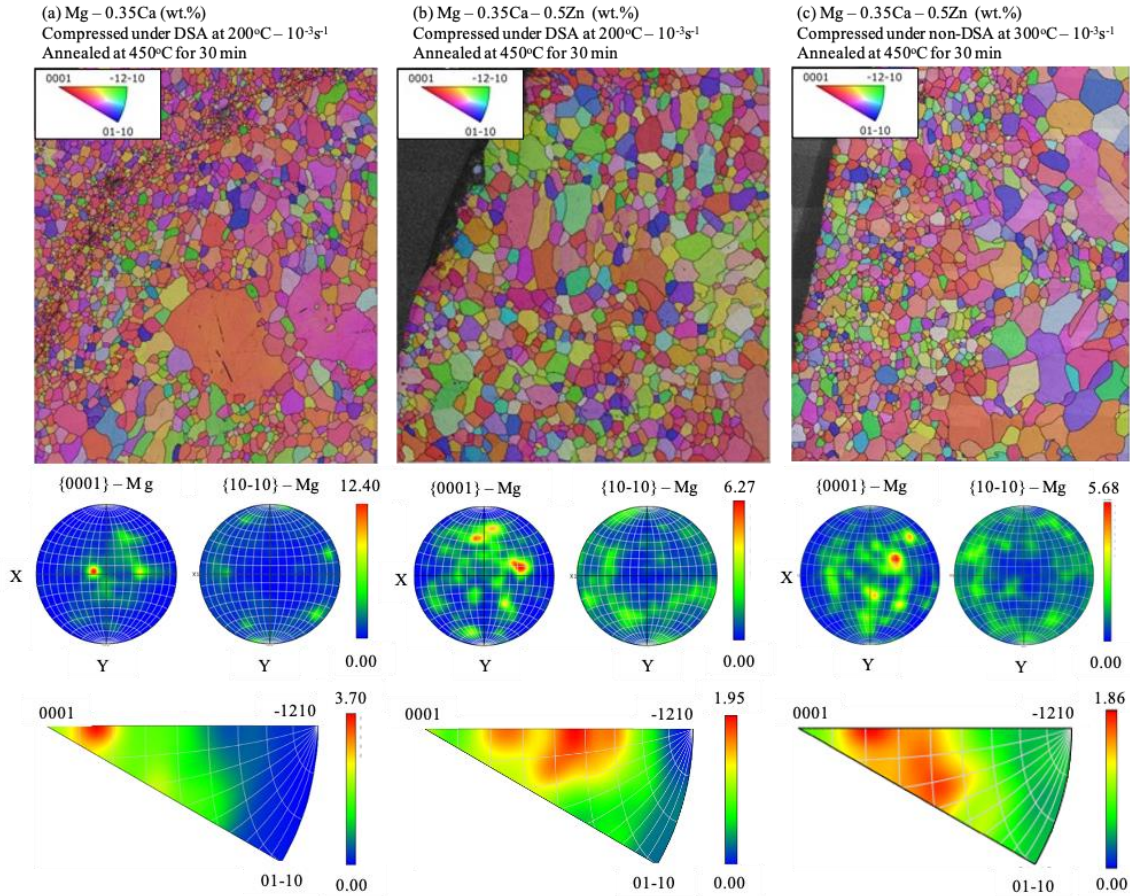 (a) Mg – 0.35Ca (wt.%)
Compressed under DSA at 200°C – 10⁻³s⁻¹
Annealed at 450°C for 30 min
(b) Mg – 0.35Ca – 0.5Zn (wt.%)
Compressed under DSA at 200°C – 10⁻³s⁻¹
Annealed at 450°C for 30 min
(c) Mg – 0.35Ca – 0.5Zn (wt.%)
Compressed under non-DSA at 300°C – 10⁻³s⁻¹
Annealed at 450°C for 30 min
0001 -12-10
01-10
0001 -12-10
01-10
0001 -12-10
01-10
{0001} – Mg {10-10} – Mg 12.40
X
Y Y 0.00
{0001} – Mg {10-10} – Mg 6.27
X
Y Y 0.00
{0001} – Mg {10-10} – Mg 5.68
X
Y Y 0.00
0001 -1210 3.70
01-10 0.00
0001 -1210 1.95
01-10 0.00
0001 -1210 1.86
01-10 0.00